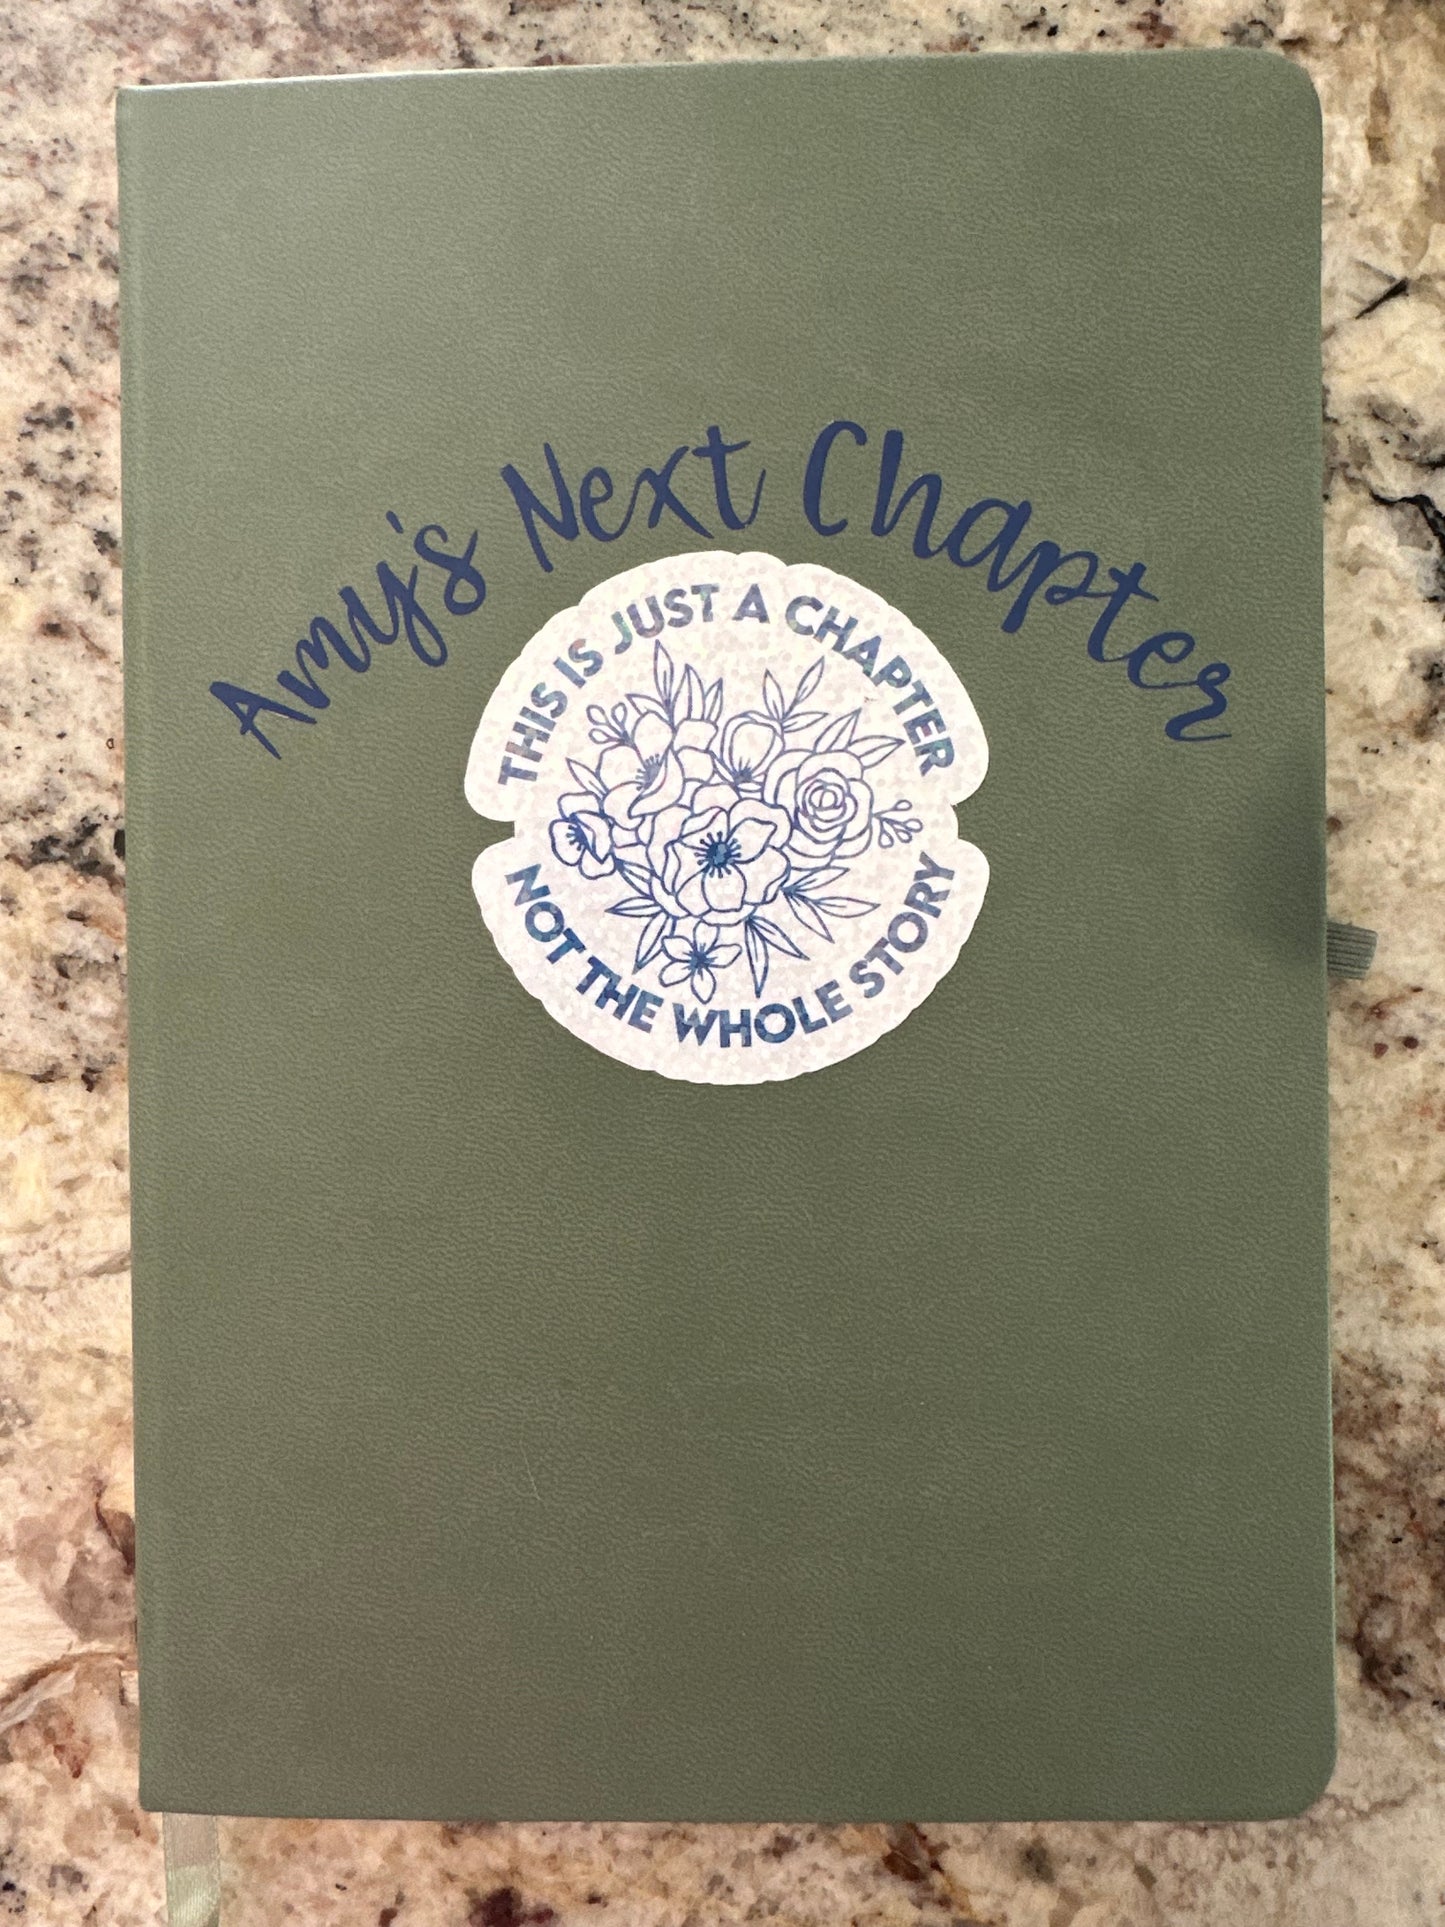 Amy's Next Chapter
THIS IS JUST A CHAPTER
NOT THE WHOLE STORY